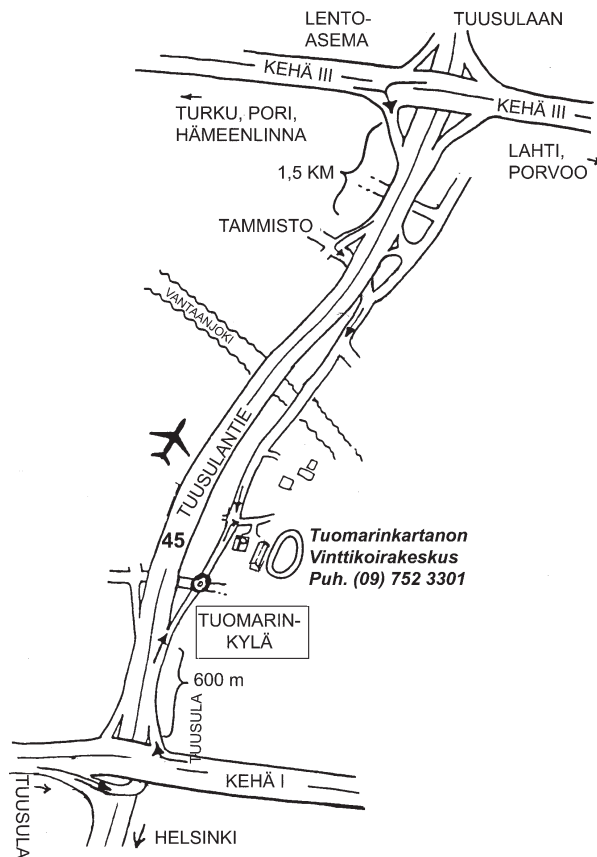 LENTO-
ASEMA
TUUSULAAN
KEHÄ III
KEHÄ III
TURKU, PORI,
HÄMEENLINNA
LAHTI,
PORVOO
1,5 KM
TAMMISTO
VANTAANJOKI
TUUSULANTIE
45
Tuomarinkartanon
Vinttikoirakeskus
Puh. (09) 752 3301
TUOMARIN-
KYLÄ
600 m
TUUSULA
KEHÄ I
TUUSULA
HELSINKI